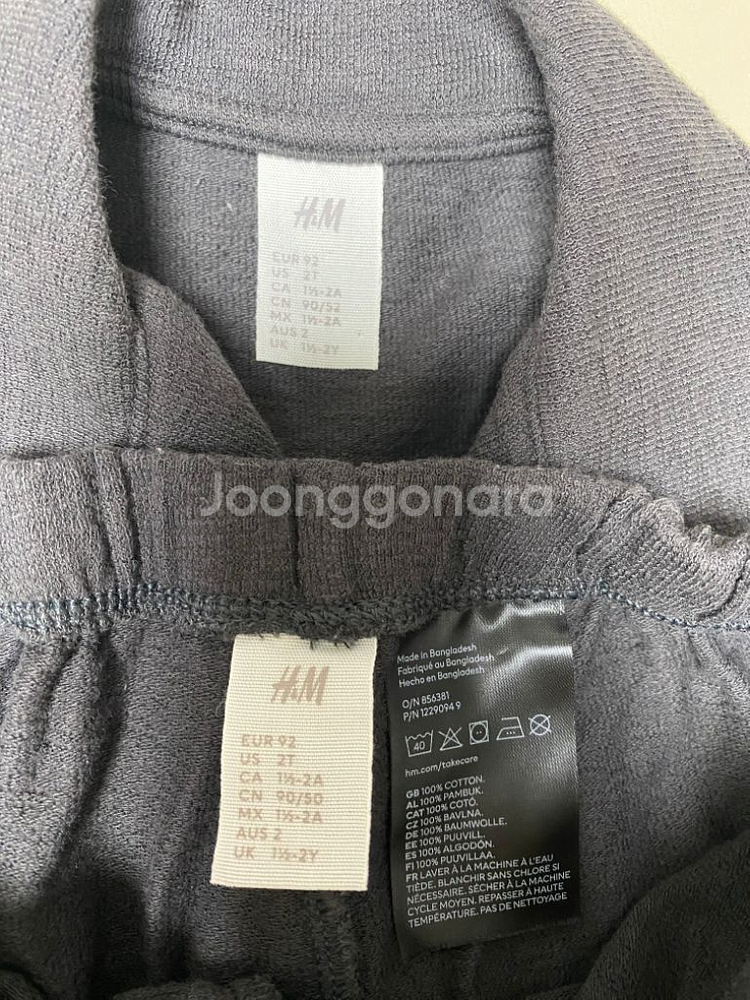 H&M
EUR 92
US 2T
CA 1½-2A
CN 90/52
MX 1½-2A
AUS 2
UK 1½-2Y
Joonggonara
H&M
EUR 92
US 2T
CA 1½-2A
CN 90/50
MX 1½-2A
AUS 2
UK 1½-2Y
Made in Bangladesh
Fabriqué au Bangladesh
Hecho en Bangladesh
O/N 856381
P/N 1229094 9
40
hm.com/takecare
GB 100% COTTON.
AL 100% PAMBUK.
CAT 100% COTÓ.
CZ 100% BAVLNA.
DE 100% BAUMWOLLE.
EE 100% PUUVILL.
ES 100% ALGODÓN.
FI 100% PUUVILLAA.
FR LAVER À LA MACHINE À L'EAU
TIÈDE. BLANCHIR SANS CHLORE SI
NÉCESSAIRE. SÉCHER À LA MACHINE
CYCLE MOYEN. REPASSER À HAUTE
TEMPÉRATURE. PAS DE NETTOYAGE